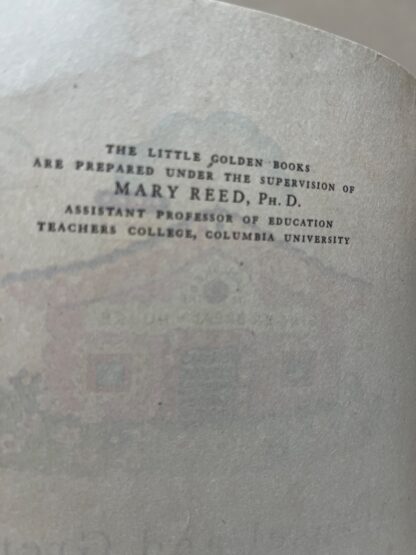 THE LITTLE GOLDEN BOOKS
ARE PREPARED UNDER THE SUPERVISION OF
MARY REED, PH. D.
ASSISTANT PROFESSOR OF EDUCATION
TEACHERS COLLEGE, COLUMBIA UNIVERSITY